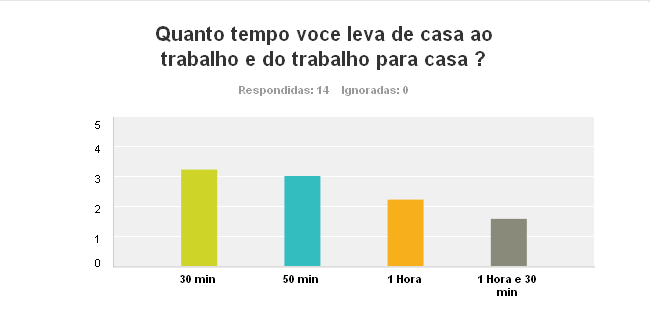 Quanto tempo voce leva de casa ao
trabalho e do trabalho para casa ?
Respondidas: 14 Ignoradas: 0
5
4
3
2
1
0
30 min
50 min
1 Hora
1 Hora e 30
min